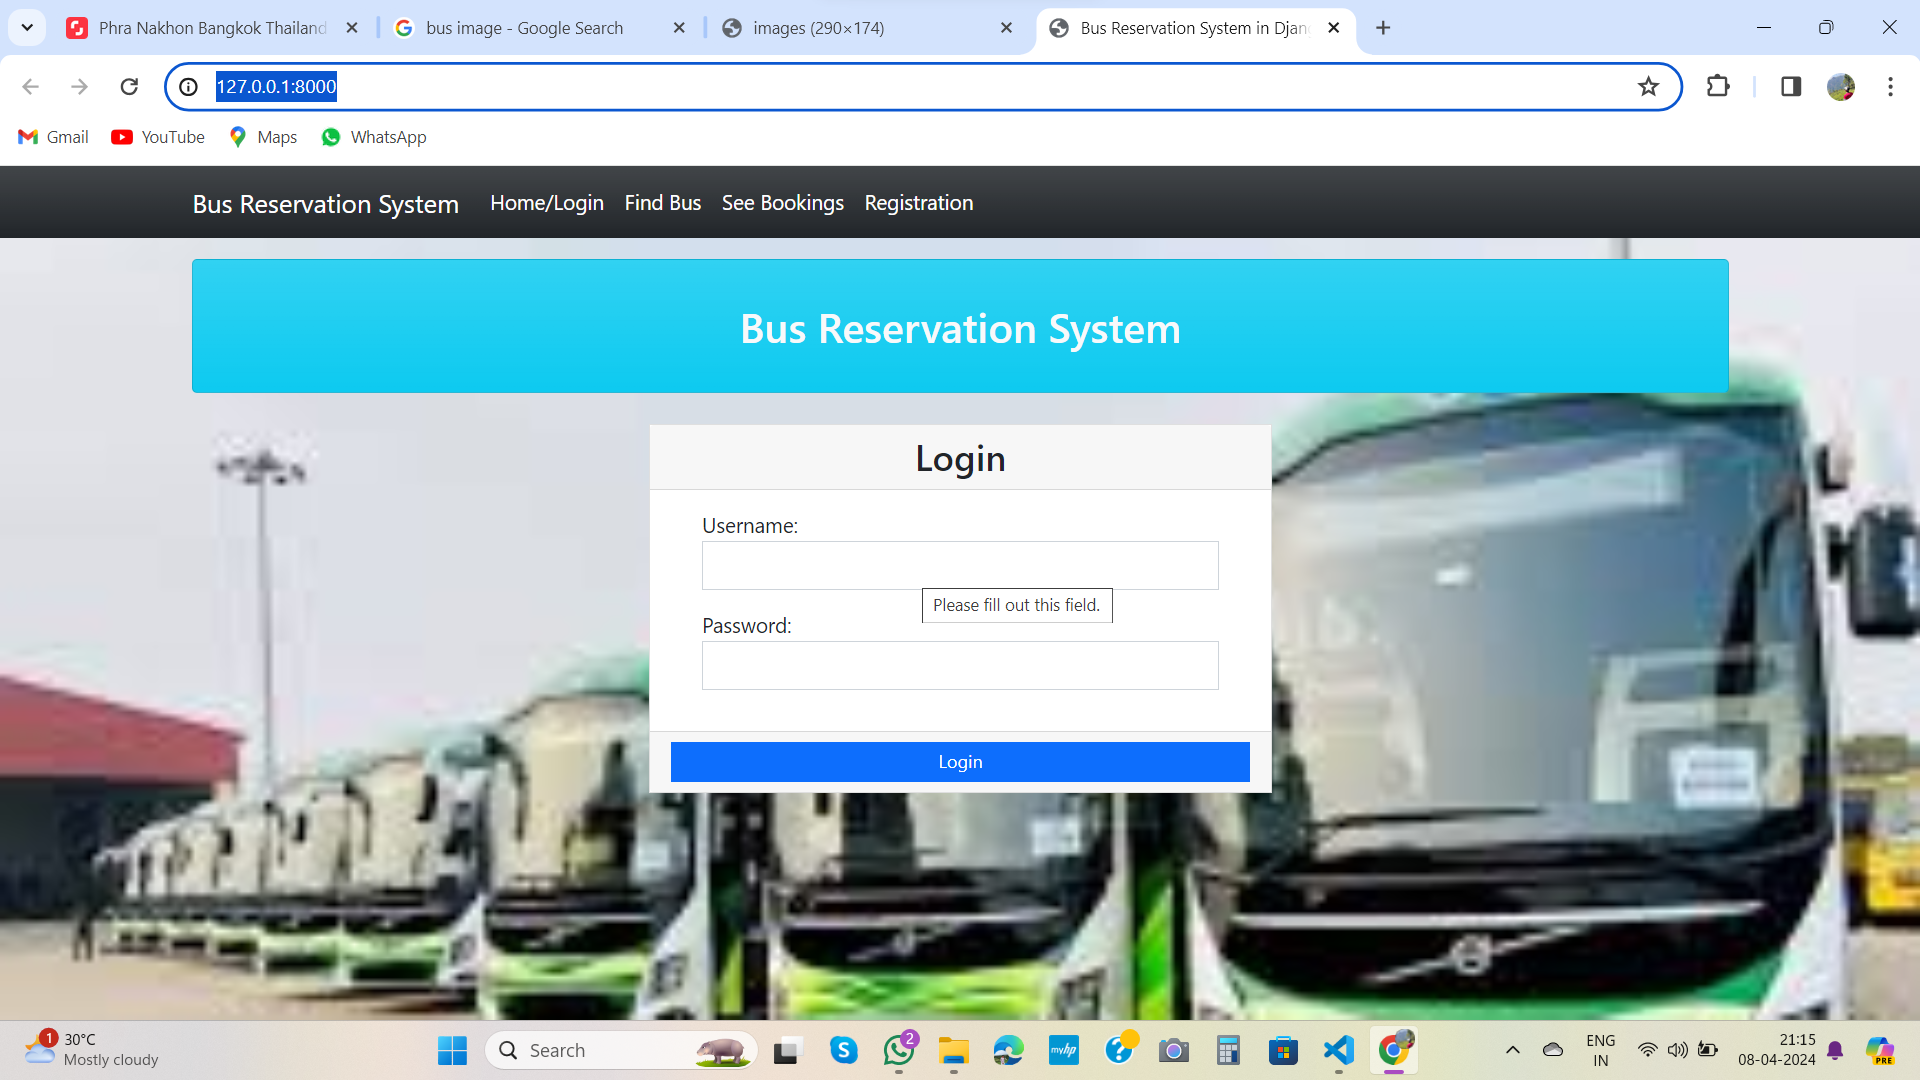 Phra Nakhon Bangkok Thailand
bus image - Google Search
images (290×174)
Bus Reservation System in Djan
127.0.0.1:8000
Gmail
YouTube
Maps
WhatsApp
Bus Reservation System
Home/Login
Find Bus
See Bookings
Registration
Bus Reservation System
Login
Username:
Please fill out this field.
Password:
Login
1
30°C
Mostly cloudy
Search
S
2
myhp
?
ENG
IN
21:15
08-04-2024
PRE